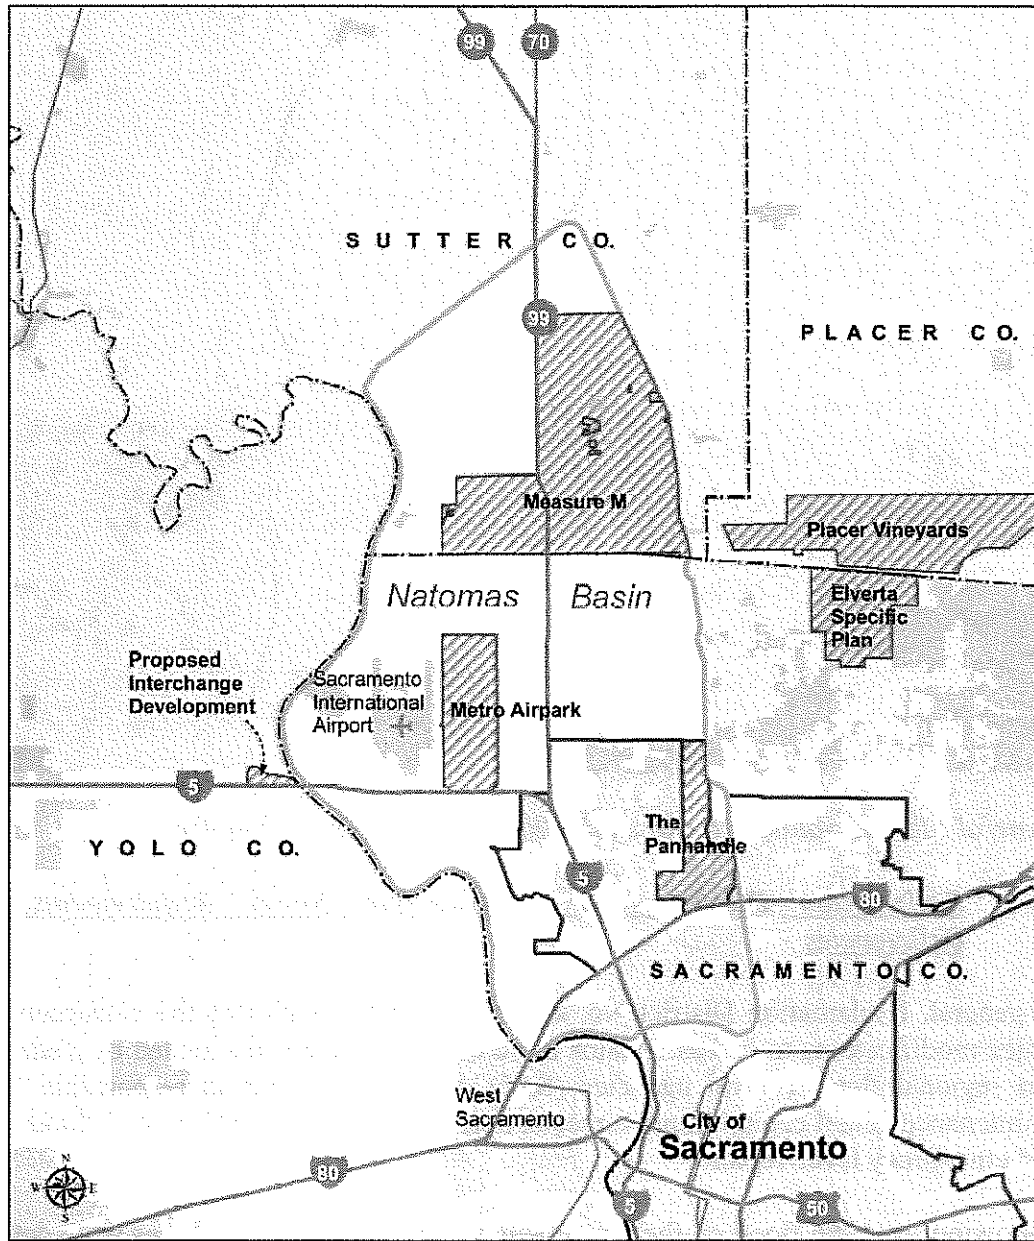 99
70
SUTTER CO.
99
PLACER CO.
Measure M
Placer Vineyards
Natomas Basin
Elverta
Specific
Plan
Proposed
Interchange
Development
Sacramento
International
Airport
Metro Airpark
5
The
Panhandle
YOLO CO.
5
80
SACRAMENTO CO.
West
Sacramento
City of
Sacramento
N
W
E
S
80
5
50